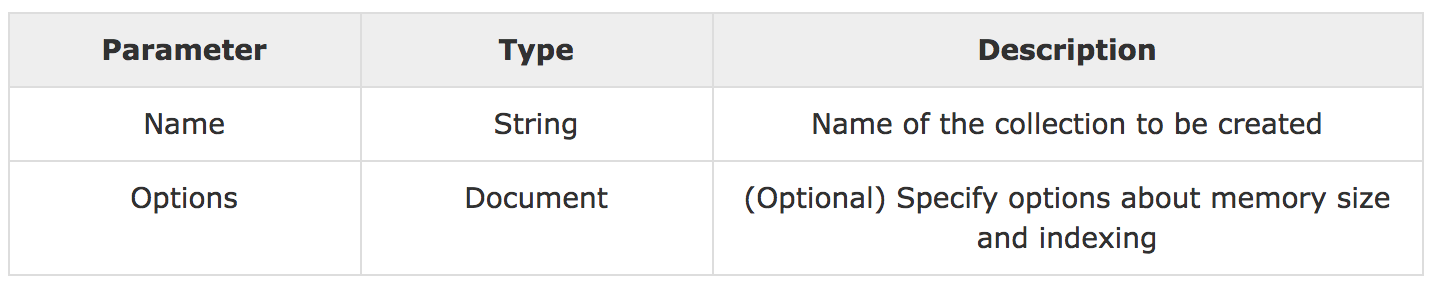 Parameter Type Description
Name String Name of the collection to be created
Options Document (Optional) Specify options about memory size
and indexing